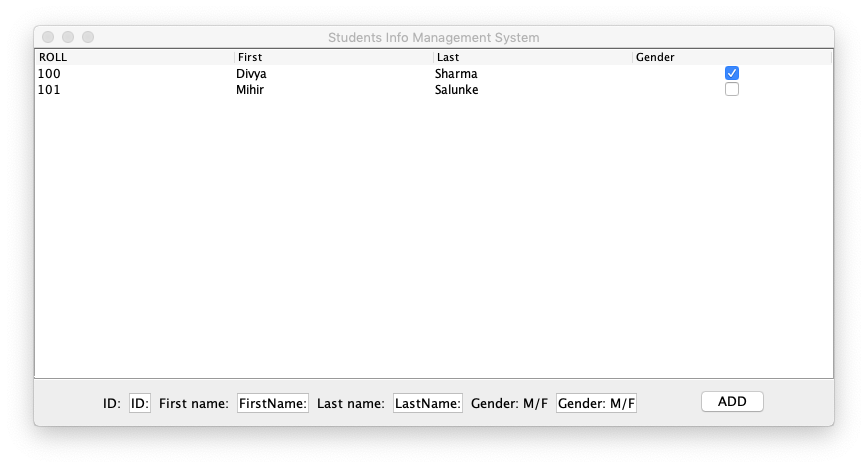 Students Info Management System
ROLL First Last Gender
100 Divya Sharma
101 Mihir Salunke
ID: ID: First name: FirstName: Last name: LastName: Gender: M/F Gender: M/F ADD